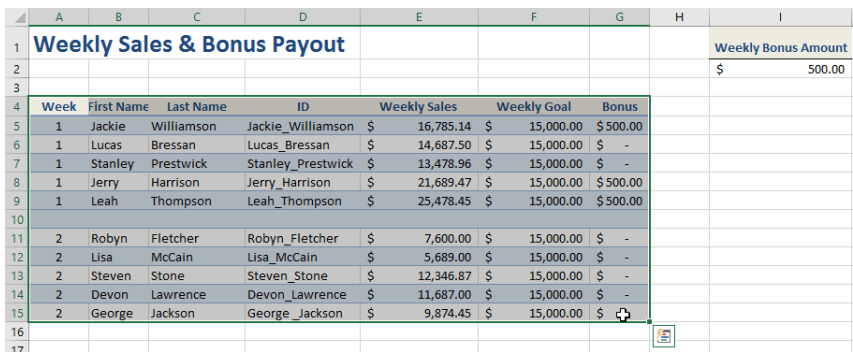 A B C D E F G H I
1 Weekly Sales & Bonus Payout Weekly Bonus Amount
2 $ 500.00
3
4 Week First Name Last Name ID Weekly Sales Weekly Goal Bonus
5 1 Jackie Williamson Jackie_Williamson $ 16,785.14 $ 15,000.00 $500.00
6 1 Lucas Bressan Lucas_Bressan $ 14,687.50 $ 15,000.00 $ -
7 1 Stanley Prestwick Stanley_Prestwick $ 13,478.96 $ 15,000.00 $ -
8 1 Jerry Harrison Jerry_Harrison $ 21,689.47 $ 15,000.00 $500.00
9 1 Leah Thompson Leah_Thompson $ 25,478.45 $ 15,000.00 $500.00
10
11 2 Robyn Fletcher Robyn_Fletcher $ 7,600.00 $ 15,000.00 $ -
12 2 Lisa McCain Lisa_McCain $ 5,689.00 $ 15,000.00 $ -
13 2 Steven Stone Steven_Stone $ 12,346.87 $ 15,000.00 $ -
14 2 Devon Lawrence Devon_Lawrence $ 11,687.00 $ 15,000.00 $ -
15 2 George Jackson George _Jackson $ 9,874.45 $ 15,000.00 $
16
17